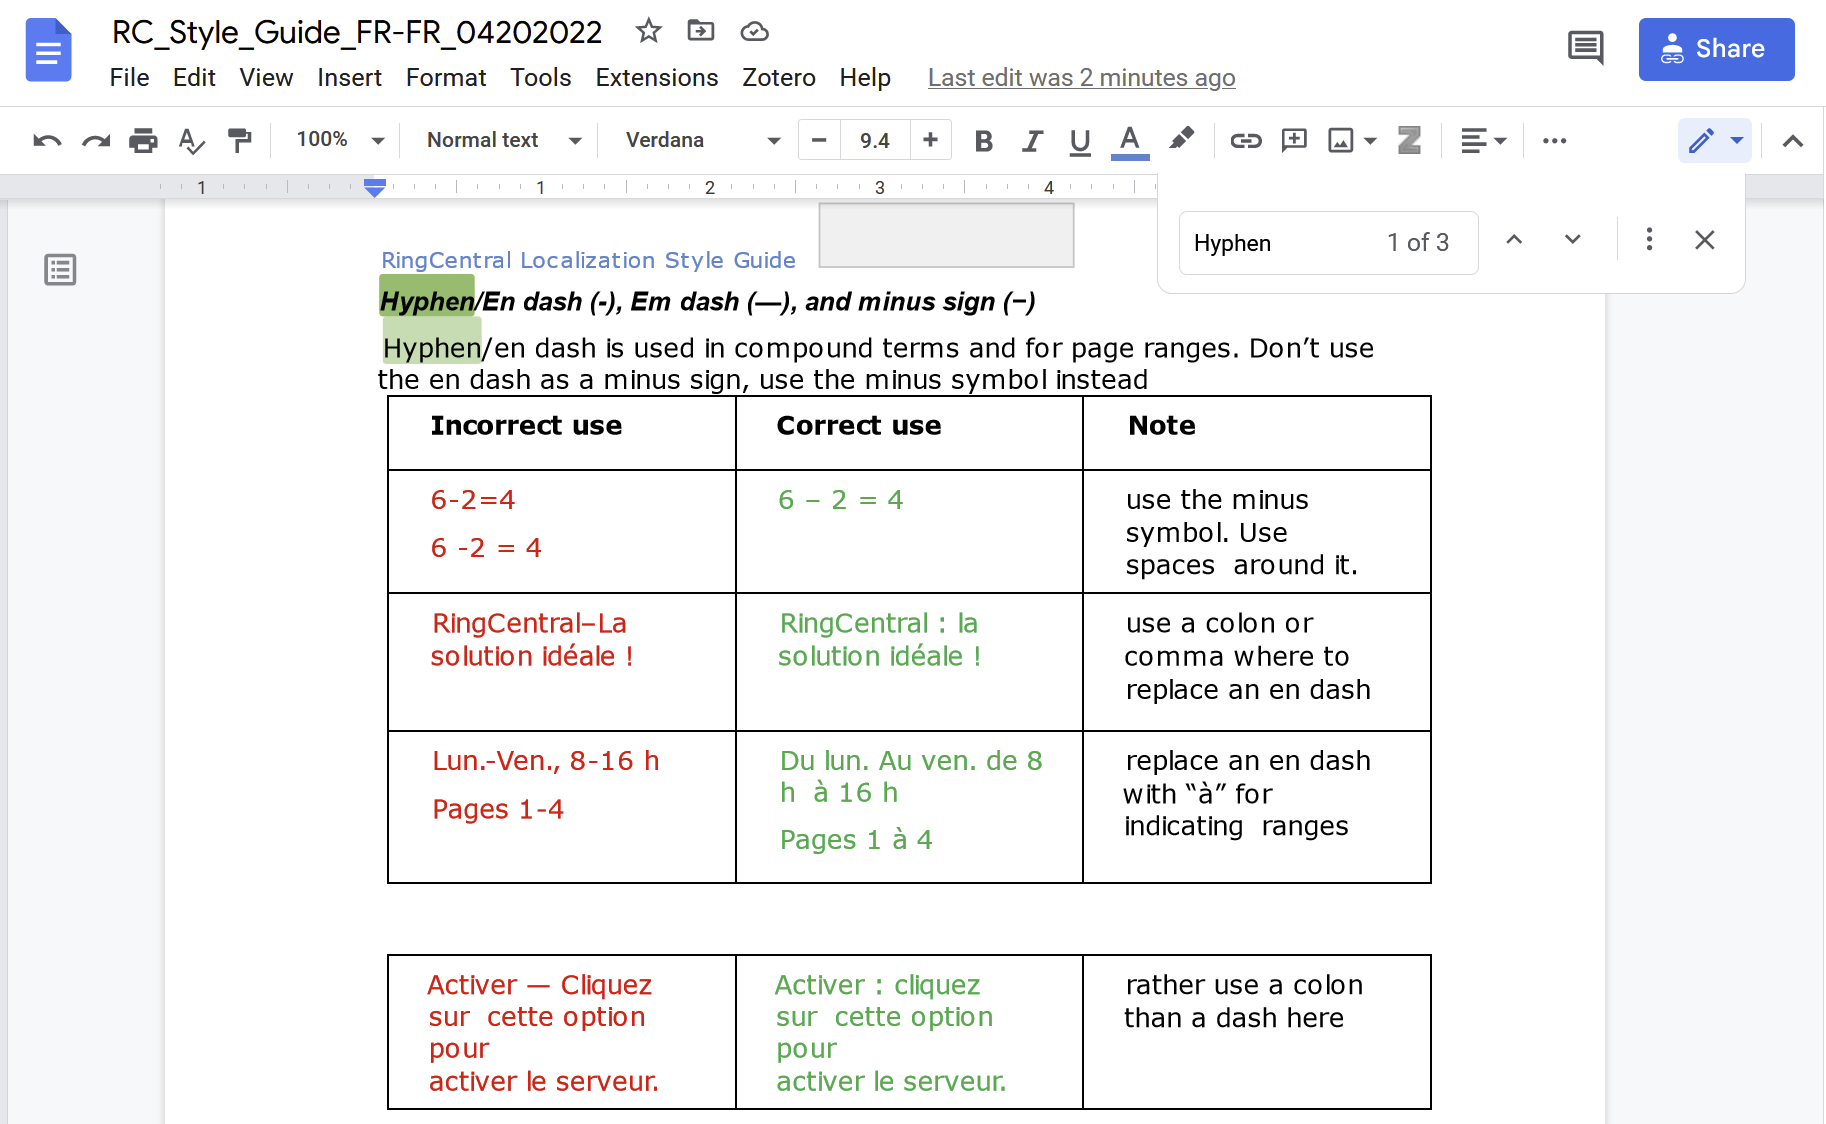 RC_Style_Guide_FR-FR_04202022
File Edit View Insert Format Tools Extensions Zotero Help Last edit was 2 minutes ago
Share
100% Normal text Verdana − 9.4 + B I U A
1 1 2 3 4
Hyphen 1 of 3
RingCentral Localization Style Guide
Hyphen/En dash (-), Em dash (—), and minus sign (–)
Hyphen/en dash is used in compound terms and for page ranges. Don’t use
the en dash as a minus sign, use the minus symbol instead
Incorrect use Correct use Note
6-2=4
6 -2 = 4
6 – 2 = 4
use the minus
symbol. Use
spaces  around it.
RingCentral–La
solution idéale !
RingCentral : la
solution idéale !
use a colon or
comma where to
replace an en dash
Lun.-Ven., 8-16 h
Pages 1-4
Du lun. Au ven. de 8
h  à 16 h
Pages 1 à 4
replace an en dash
with “à” for
indicating  ranges
Activer — Cliquez
sur  cette option
pour
activer le serveur.
Activer : cliquez
sur  cette option
pour
activer le serveur.
rather use a colon
than a dash here